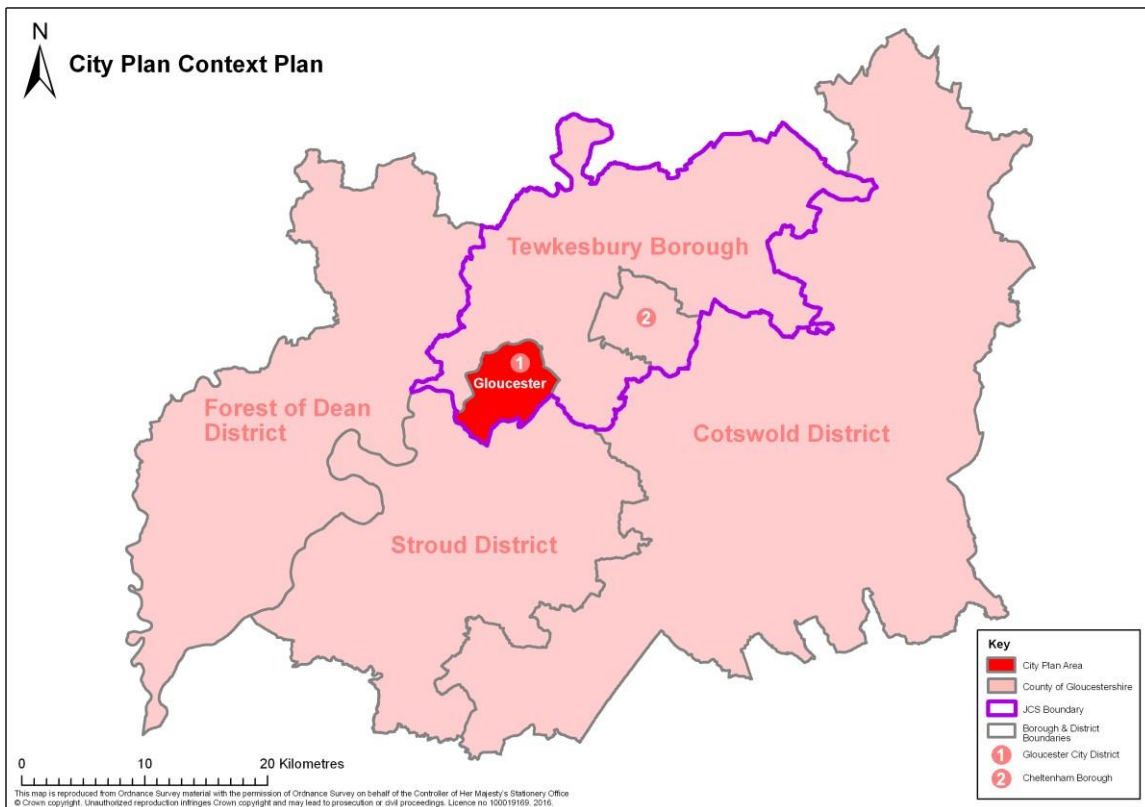 N
City Plan Context Plan
Tewkesbury Borough
2
1
Gloucester
Forest of Dean
District
Cotswold District
Stroud District
Key
City Plan Area
County of Gloucestershire
JCS Boundary
Borough & District
Boundaries
1 Gloucester City District
2 Cheltenham Borough
0 10 20 Kilometres
This map is reproduced from Ordnance Survey material with the permission of Ordnance Survey on behalf of the Controller of Her Majesty's Stationery Office
© Crown copyright. Unauthorized reproduction infringes Crown copyright and may lead to prosecution or civil proceedings. Licence no 100019169. 2016.